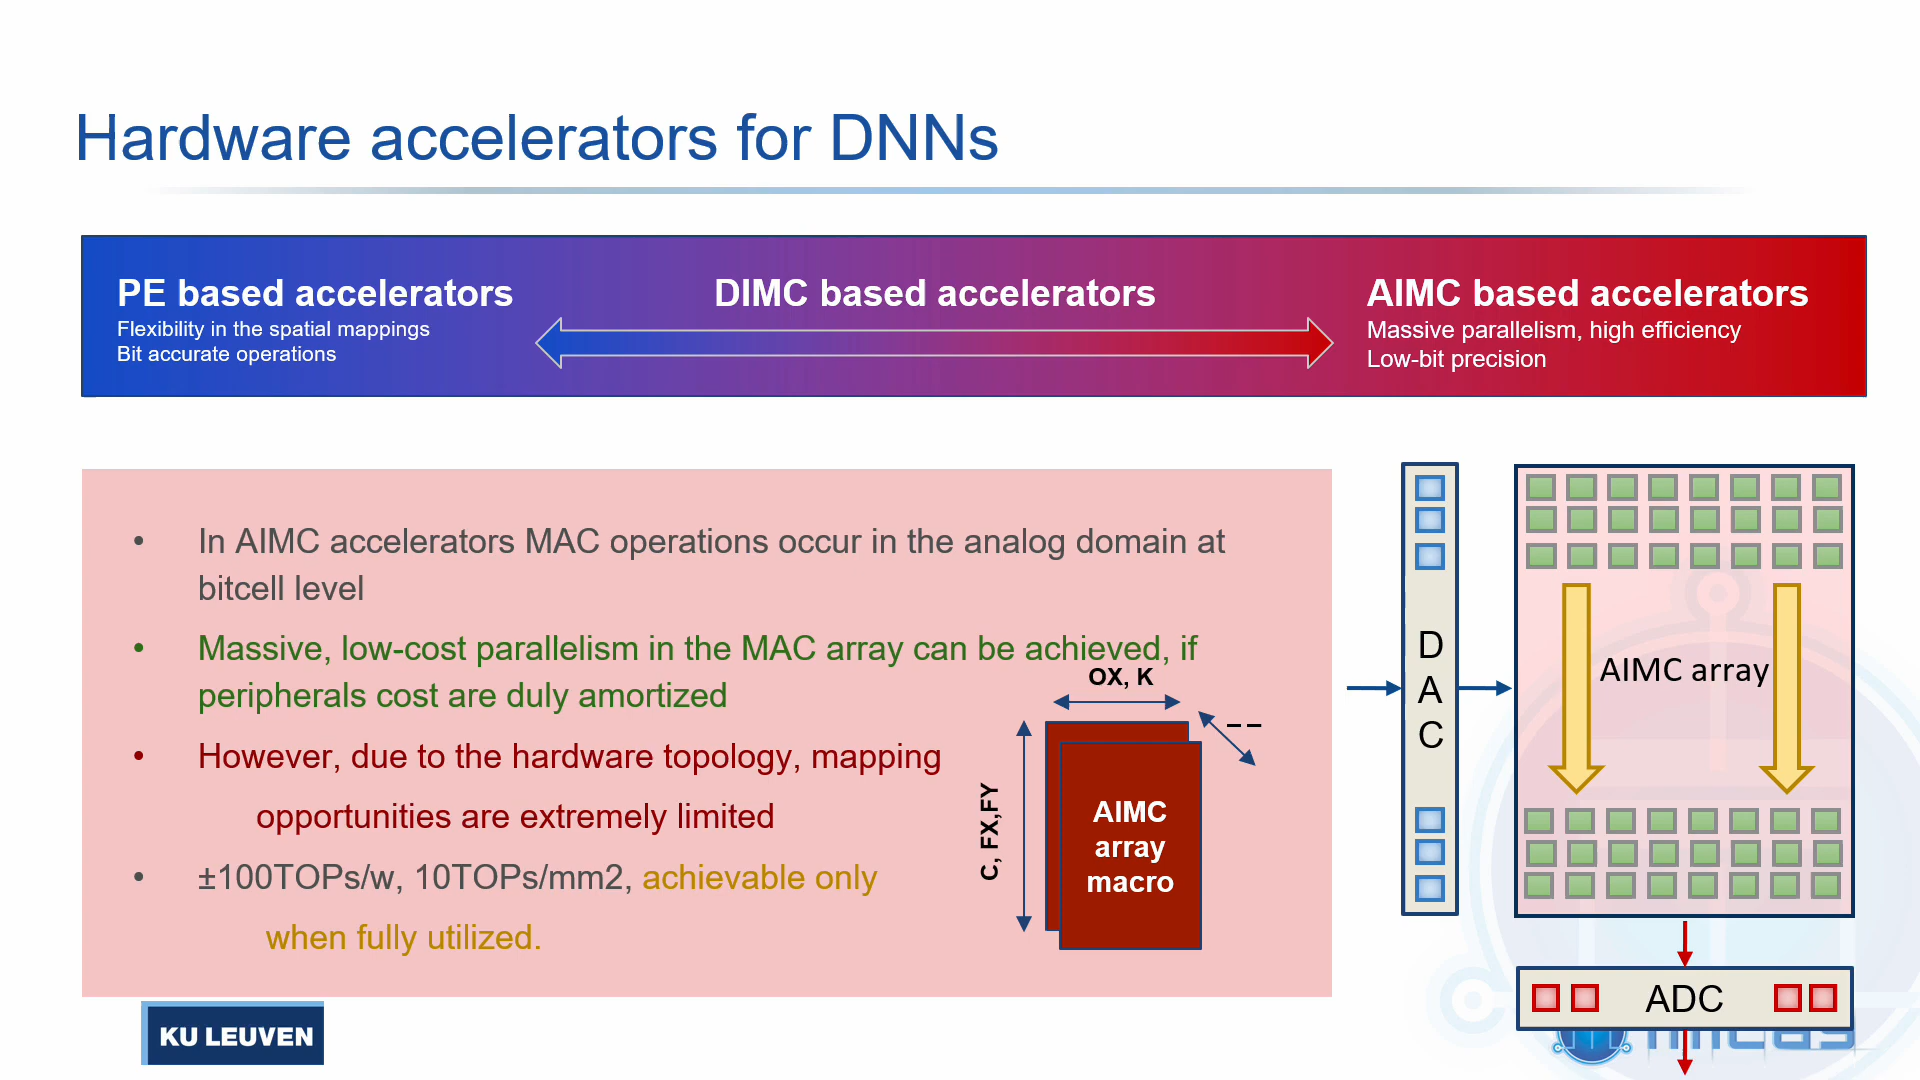 Hardware accelerators for DNNs
PE based accelerators
Flexibility in the spatial mappings
Bit accurate operations
DIMC based accelerators
AIMC based accelerators
Massive parallelism, high efficiency
Low-bit precision
• In AIMC accelerators MAC operations occur in the analog domain at
bitcell level
• Massive, low-cost parallelism in the MAC array can be achieved, if
peripherals cost are duly amortized
• However, due to the hardware topology, mapping
opportunities are extremely limited
• ±100TOPs/w, 10TOPs/mm2, achievable only
when fully utilized.
OX, K
– –
C, FX,FY
AIMC
array
macro
D
A
C
AIMC array
ADC
KU LEUVEN